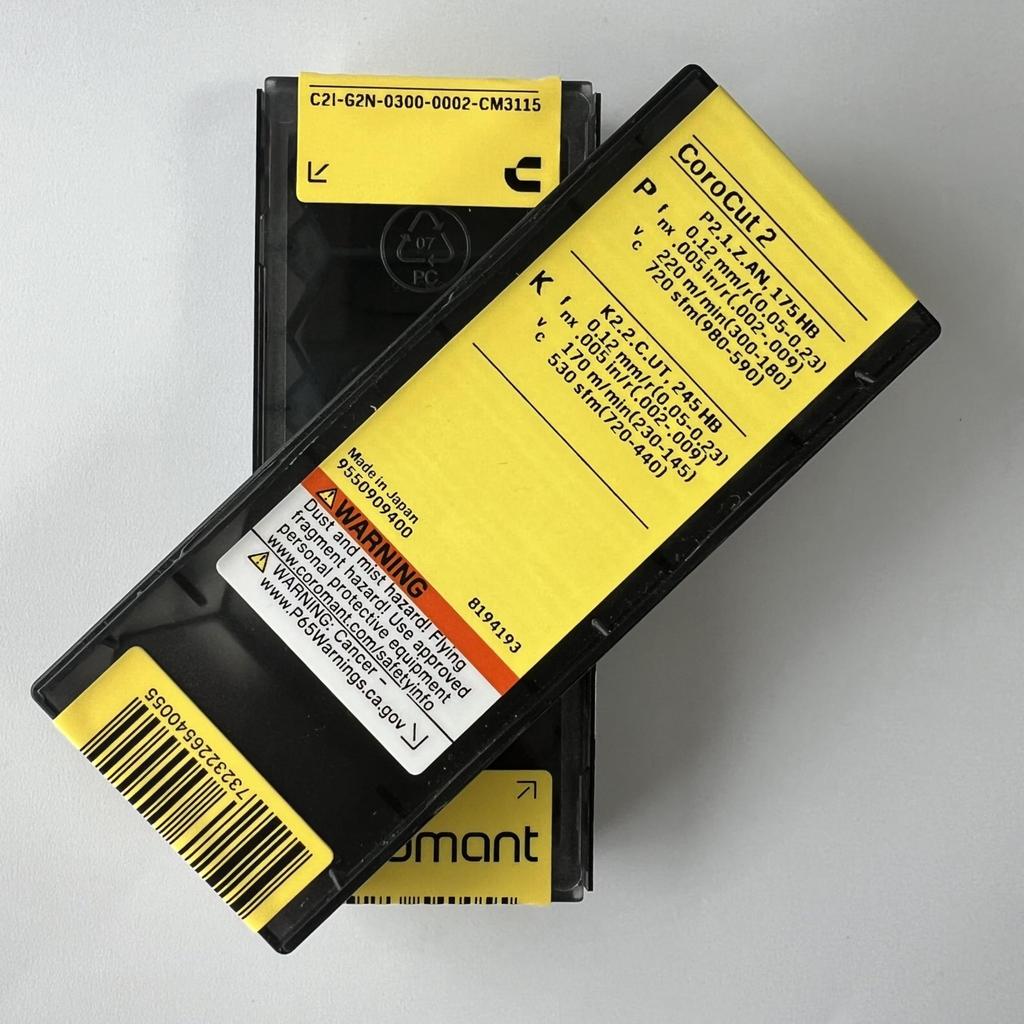 C2I-G2N-0300-0002-CM3115
07
PC
CoroCut 2
P
P2.1.Z.AN, 175 HB
fnx 0.12 mm/r(0.05-0.23)
.005 in/r(.002-.009)
vc 220 m/min(300-180)
720 sfm(980-590)
K
K2.2.C.UT, 245 HB
fnx 0.12 mm/r(0.05-0.23)
.005 in/r(.002-.009)
vc 170 m/min(230-145)
530 sfm(720-440)
Made in Japan
9550909400
8194193
WARNING
Dust and mist hazard! Flying
fragment hazard! Use approved
personal protective equipment
www.coromant.com/safetyinfo
WARNING: Cancer -
www.P65Warnings.ca.gov
7323226540055
omant